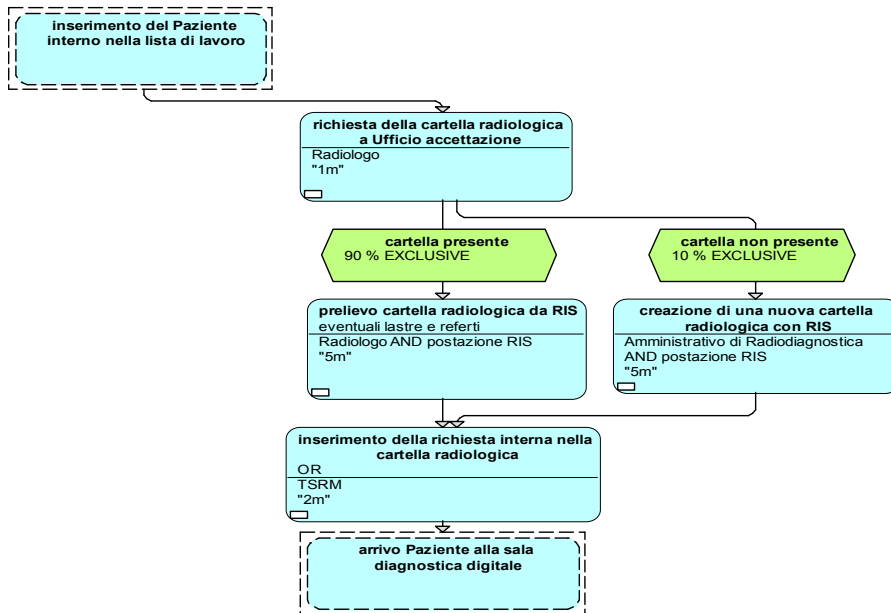 inserimento del Paziente
interno nella lista di lavoro
richiesta della cartella radiologica
a Ufficio accettazione
Radiologo
"1m"
cartella presente
90 % EXCLUSIVE
cartella non presente
10 % EXCLUSIVE
prelievo cartella radiologica da RIS
eventuali lastre e referti
Radiologo AND postazione RIS
"5m"
creazione di una nuova cartella
radiologica con RIS
Amministrativo di Radiodiagnostica
AND postazione RIS
"5m"
inserimento della richiesta interna nella
cartella radiologica
OR
TSRM
"2m"
arrivo Paziente alla sala
diagnostica digitale